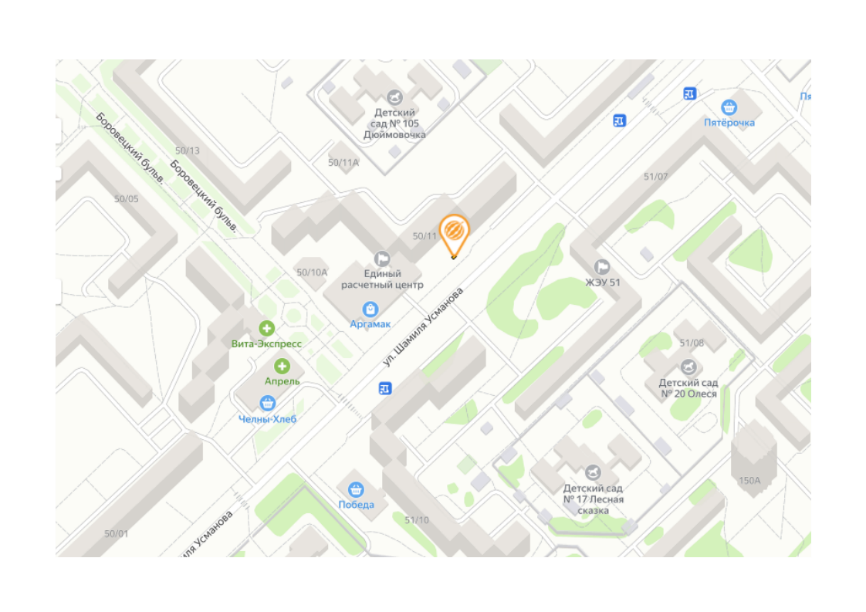 Пятёрочка
Детский
сад № 105
Дюймовочка
Боровецкий бульв.
50/13
50/11А
51/07
Боровецкий бульв.
50/05
50/11
50/10А
Единый
расчетный центр
ЖЭУ 51
Аргамак
ул. Шамиля Усманова
Вита-Экспресс
51/08
Апрель
Детский сад
№ 20 Олеся
Челны-Хлеб
150А
Детский сад
№ 17 Лесная
сказка
Победа
51/10
50/01
Усманова